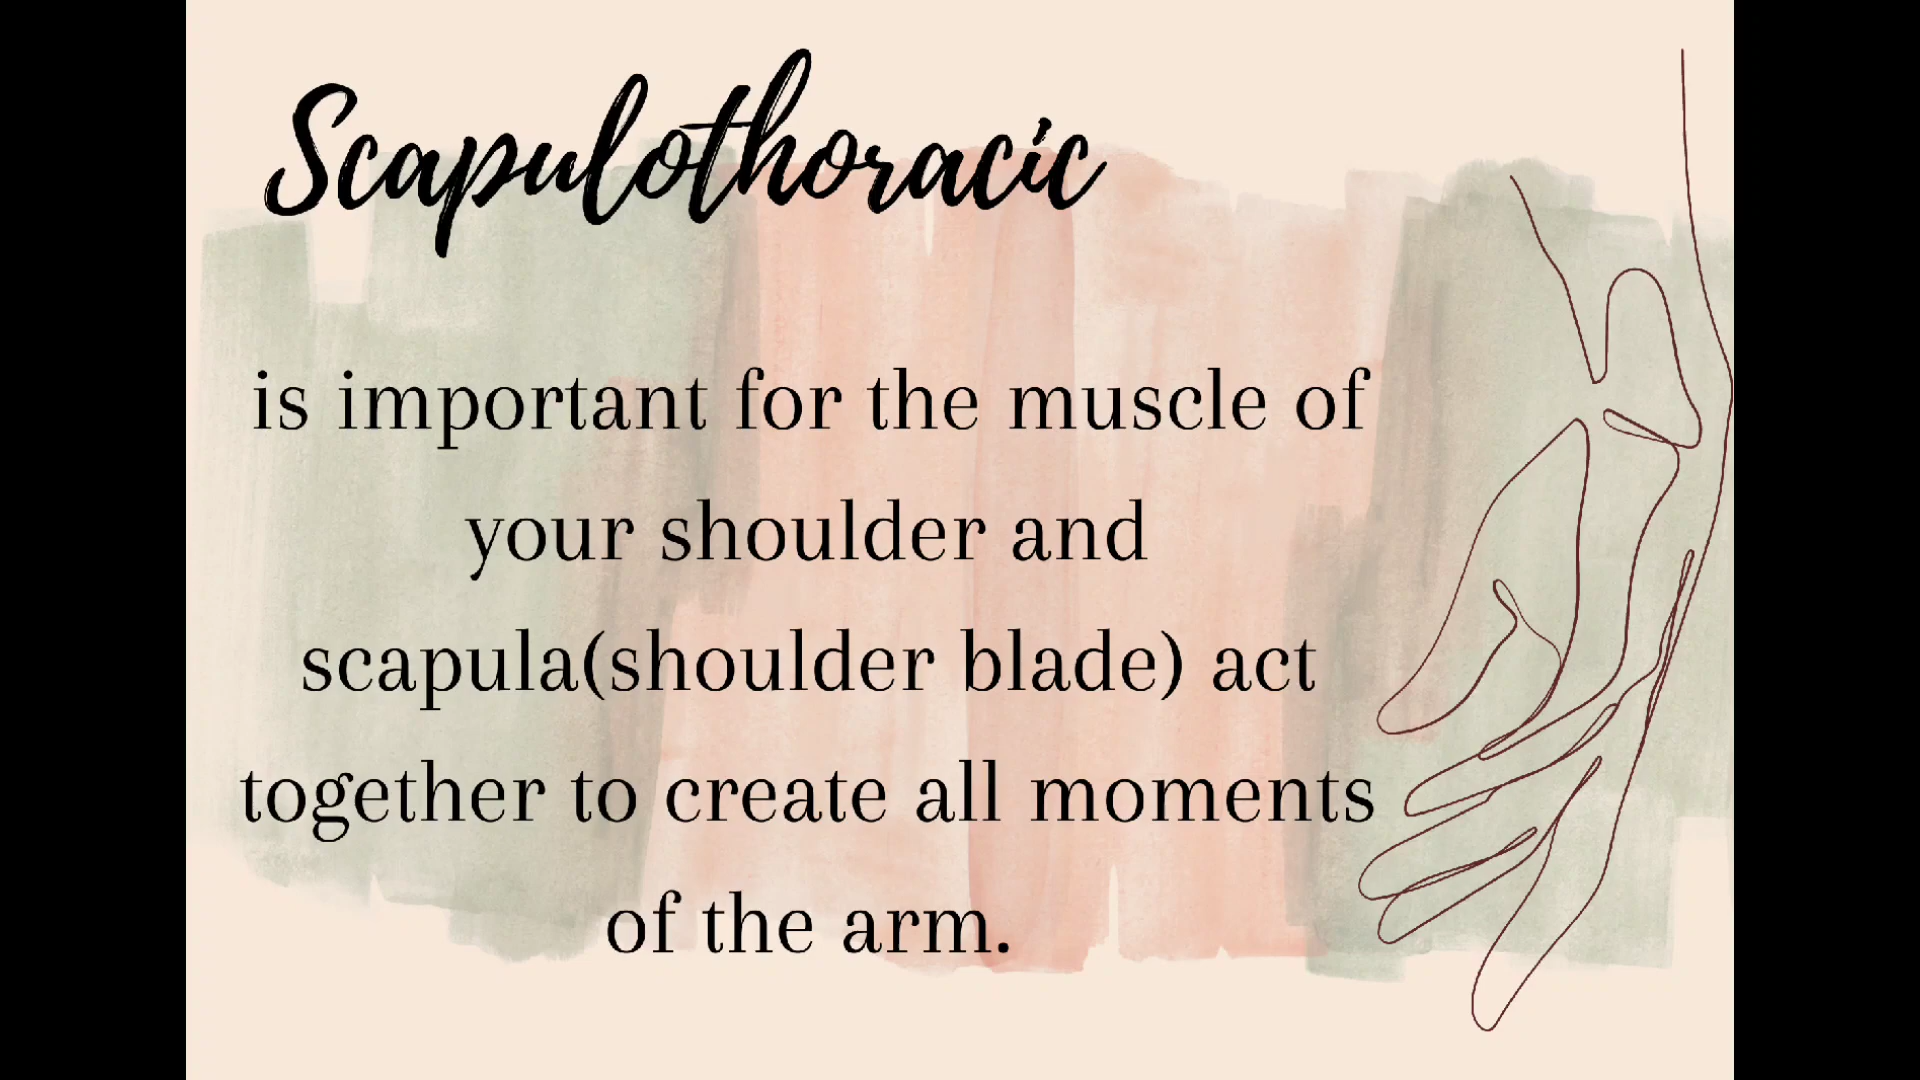 Scapulothoracic
is important for the muscle of
your shoulder and
scapula(shoulder blade) act
together to create all moments
of the arm.